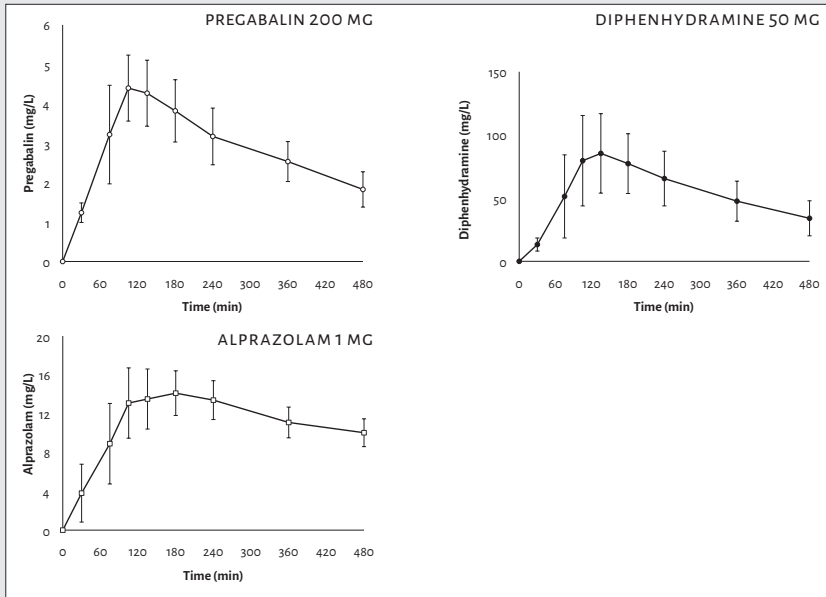 PREGABALIN 200 MG
6
5
4
3
2
1
0
Pregabalin (mg/L)
0 60 120 180 240 300 360 420 480
Time (min)
DIPHENHYDRAMINE 50 MG
150
100
50
0
Diphenhydramine (mg/L)
0 60 120 180 240 300 360 420 480
Time (min)
ALPRAZOLAM 1 MG
20
16
12
8
4
0
Alprazolam (mg/L)
0 60 120 180 240 300 360 420 480
Time (min)